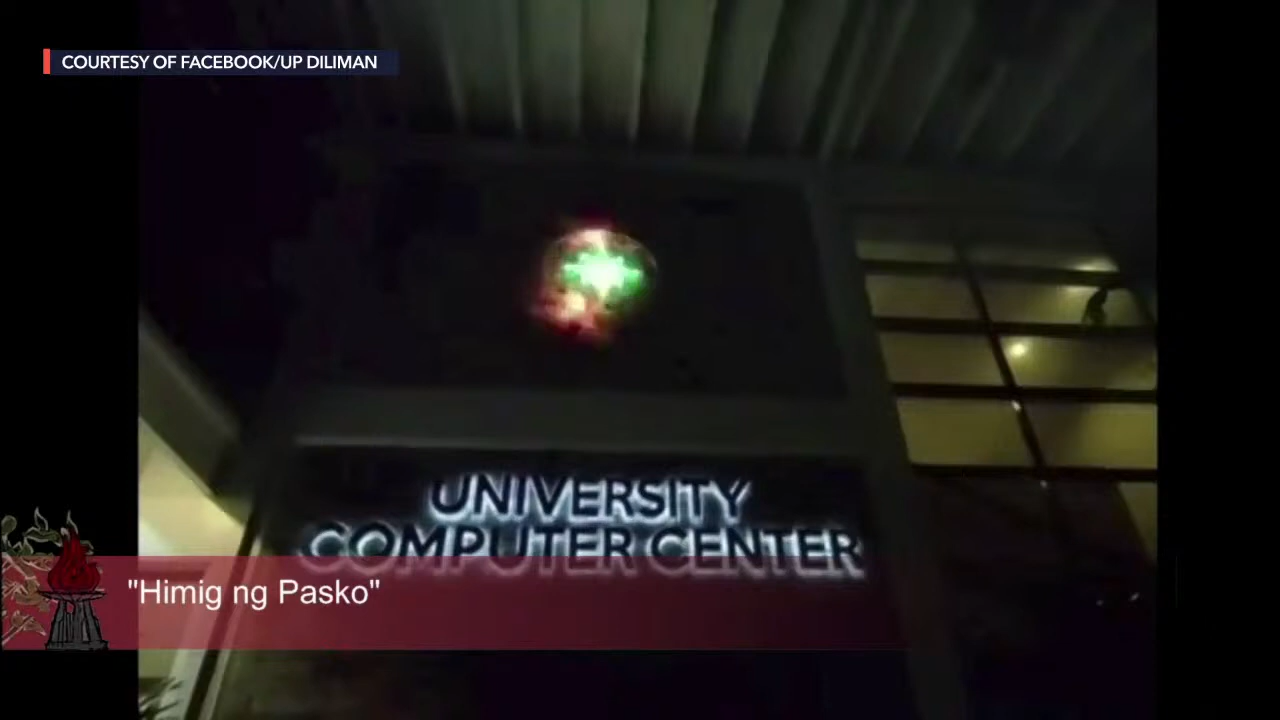 COURTESY OF FACEBOOK/UP DILIMAN
UNIVERSITY
COMPUTER CENTER
"Himig ng Pasko"